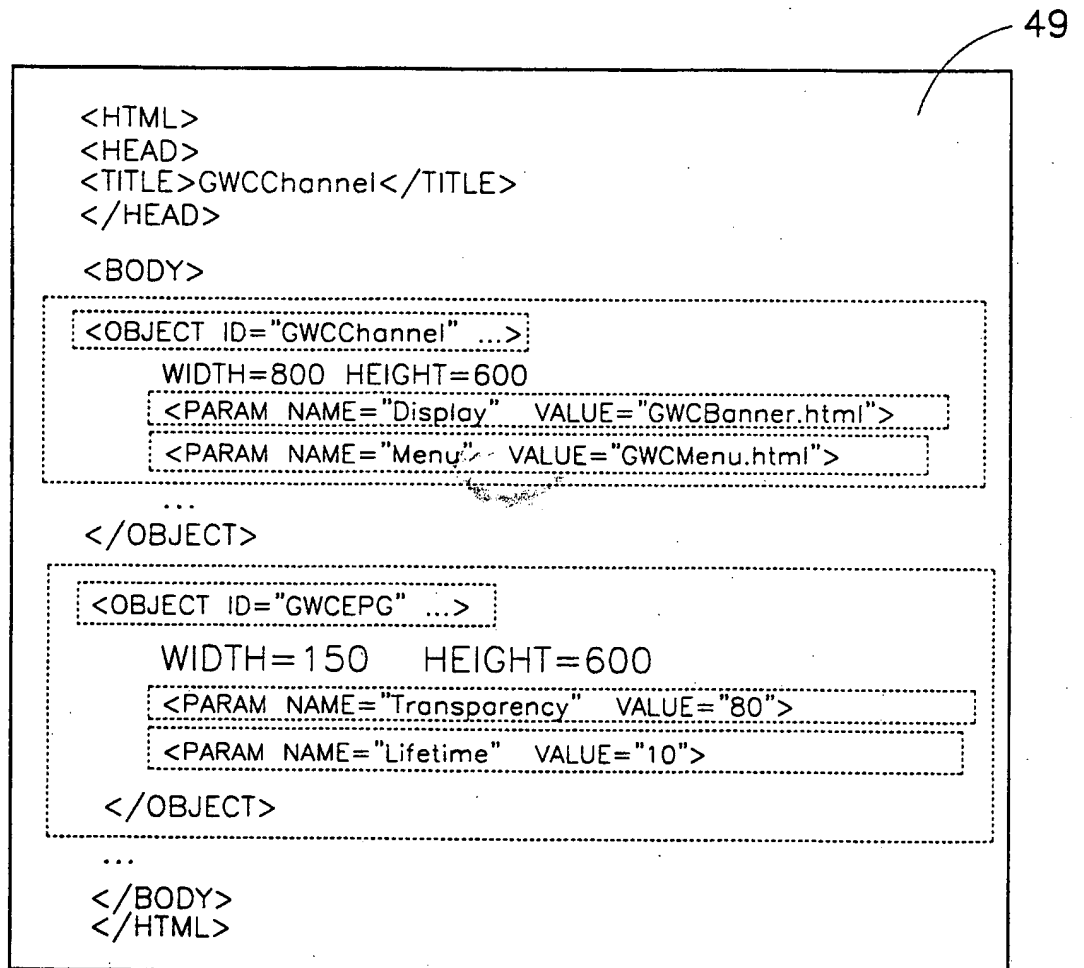 49
<HTML>
<HEAD>
<TITLE>GWCChannel</TITLE>
</HEAD>
<BODY>
<OBJECT ID="GWCChannel" ...>
WIDTH=800 HEIGHT=600
<PARAM NAME="Display" VALUE="GWCBanner.html">
<PARAM NAME="Menu" VALUE="GWCMenu.html">
...
</OBJECT>
<OBJECT ID="GWCEPG" ...>
WIDTH=150 HEIGHT=600
<PARAM NAME="Transparency" VALUE="80">
<PARAM NAME="Lifetime" VALUE="10">
</OBJECT>
...
</BODY>
</HTML>